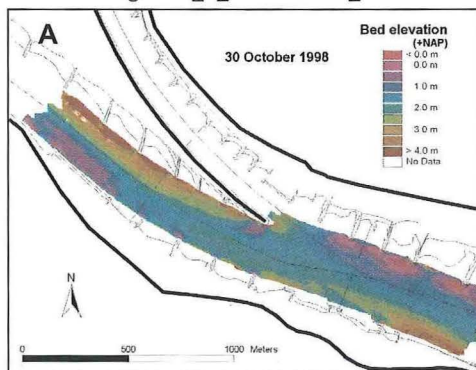 A
30 October 1998
Bed elevation
(+NAP)
< 0.0 m
0.0 m
1.0 m
2.0 m
3.0 m
> 4.0 m
No Data
N
0 500 1000 Meters